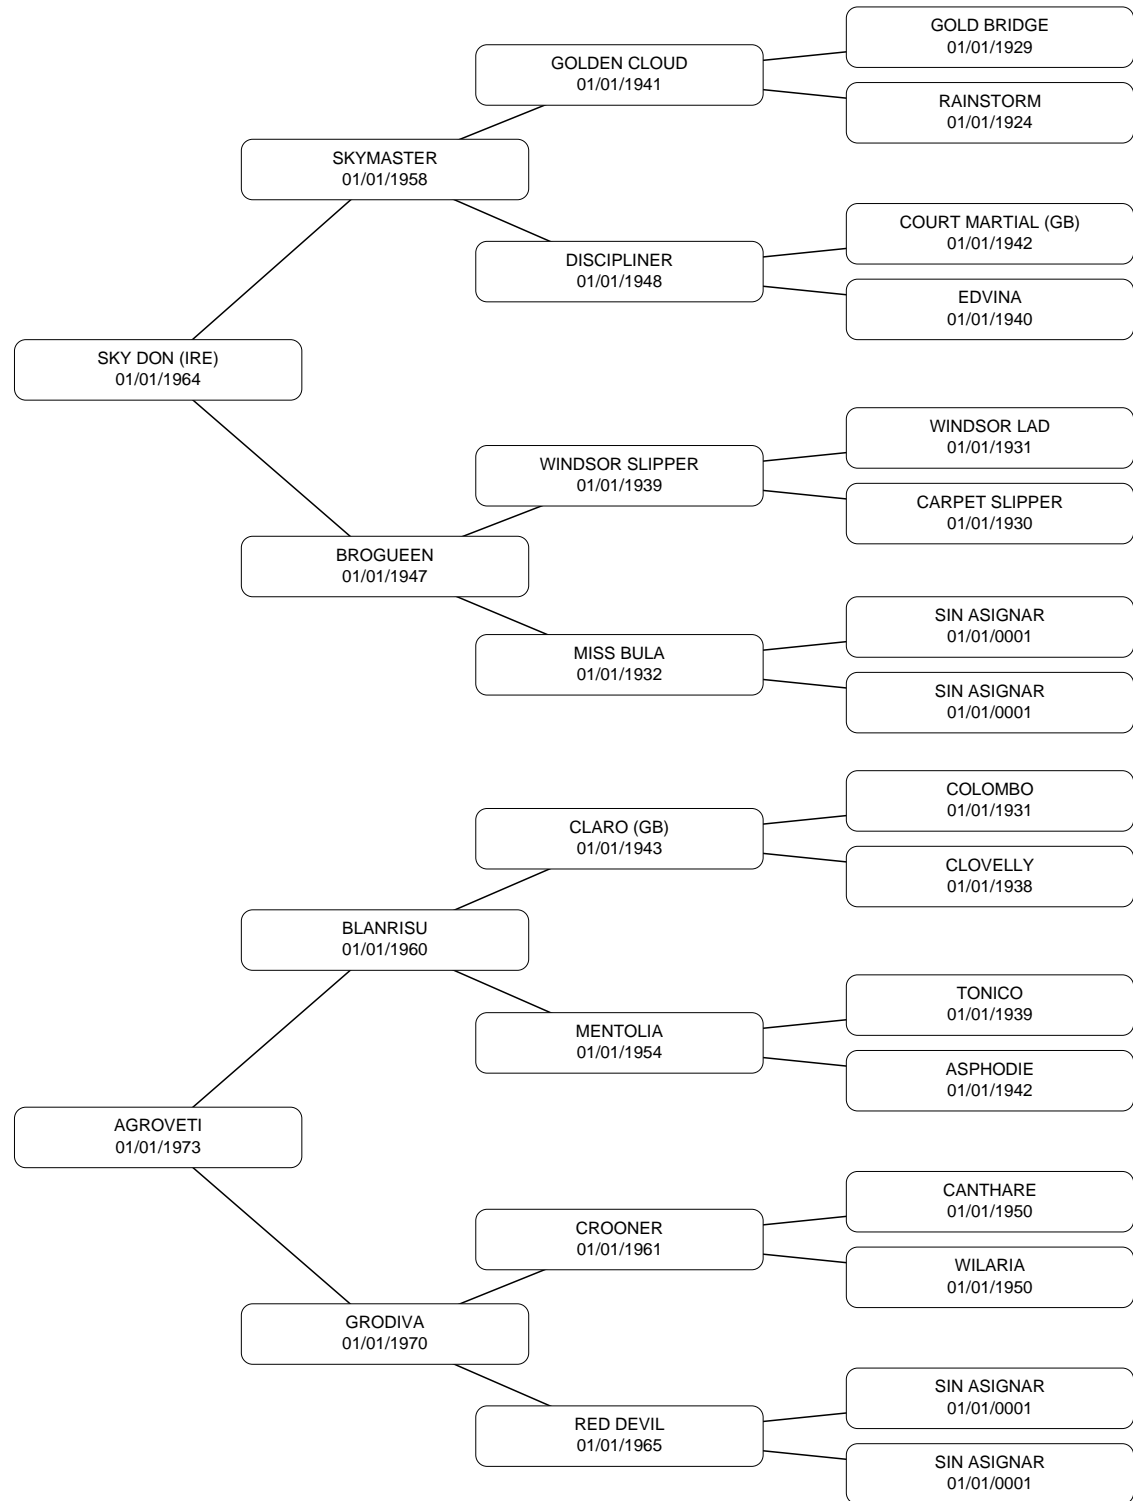 GOLD BRIDGE
01/01/1929
GOLDEN CLOUD
01/01/1941
RAINSTORM
01/01/1924
SKYMASTER
01/01/1958
COURT MARTIAL (GB)
01/01/1942
DISCIPLINER
01/01/1948
EDVINA
01/01/1940
SKY DON (IRE)
01/01/1964
WINDSOR LAD
01/01/1931
WINDSOR SLIPPER
01/01/1939
CARPET SLIPPER
01/01/1930
BROGUEEN
01/01/1947
SIN ASIGNAR
01/01/0001
MISS BULA
01/01/1932
SIN ASIGNAR
01/01/0001
COLOMBO
01/01/1931
CLARO (GB)
01/01/1943
CLOVELLY
01/01/1938
BLANRISU
01/01/1960
TONICO
01/01/1939
MENTOLIA
01/01/1954
ASPHODIE
01/01/1942
AGROVETI
01/01/1973
CANTHARE
01/01/1950
CROONER
01/01/1961
WILARIA
01/01/1950
GRODIVA
01/01/1970
SIN ASIGNAR
01/01/0001
RED DEVIL
01/01/1965
SIN ASIGNAR
01/01/0001